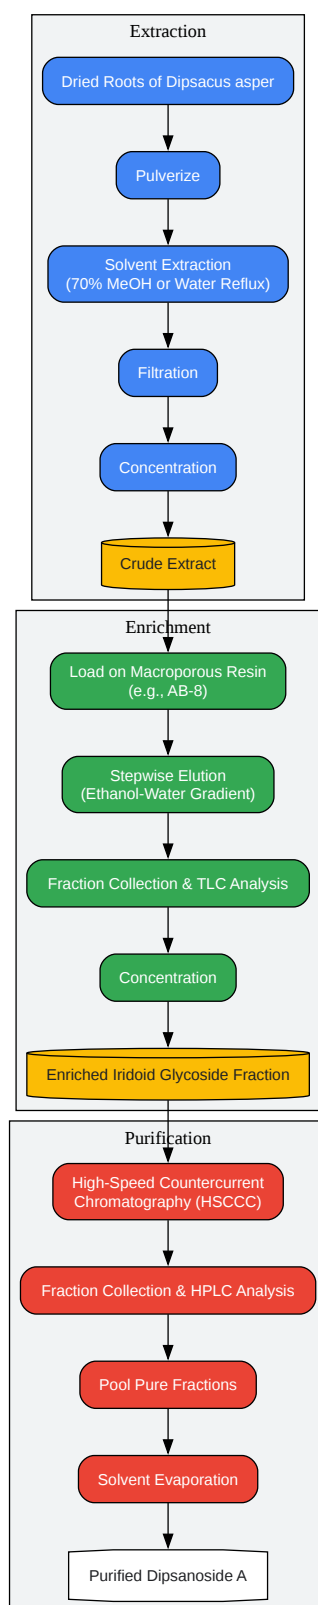 Extraction
Dried Roots of Dipsacus asper
Pulverize
Solvent Extraction
(70% MeOH or Water Reflux)
Filtration
Concentration
Crude Extract
Enrichment
Load on Macroporous Resin
(e.g., AB-8)
Stepwise Elution
(Ethanol-Water Gradient)
Fraction Collection & TLC Analysis
Concentration
Enriched Iridoid Glycoside Fraction
Purification
High-Speed Countercurrent
Chromatography (HSCCC)
Fraction Collection & HPLC Analysis
Pool Pure Fractions
Solvent Evaporation
Purified Dipsanoside A